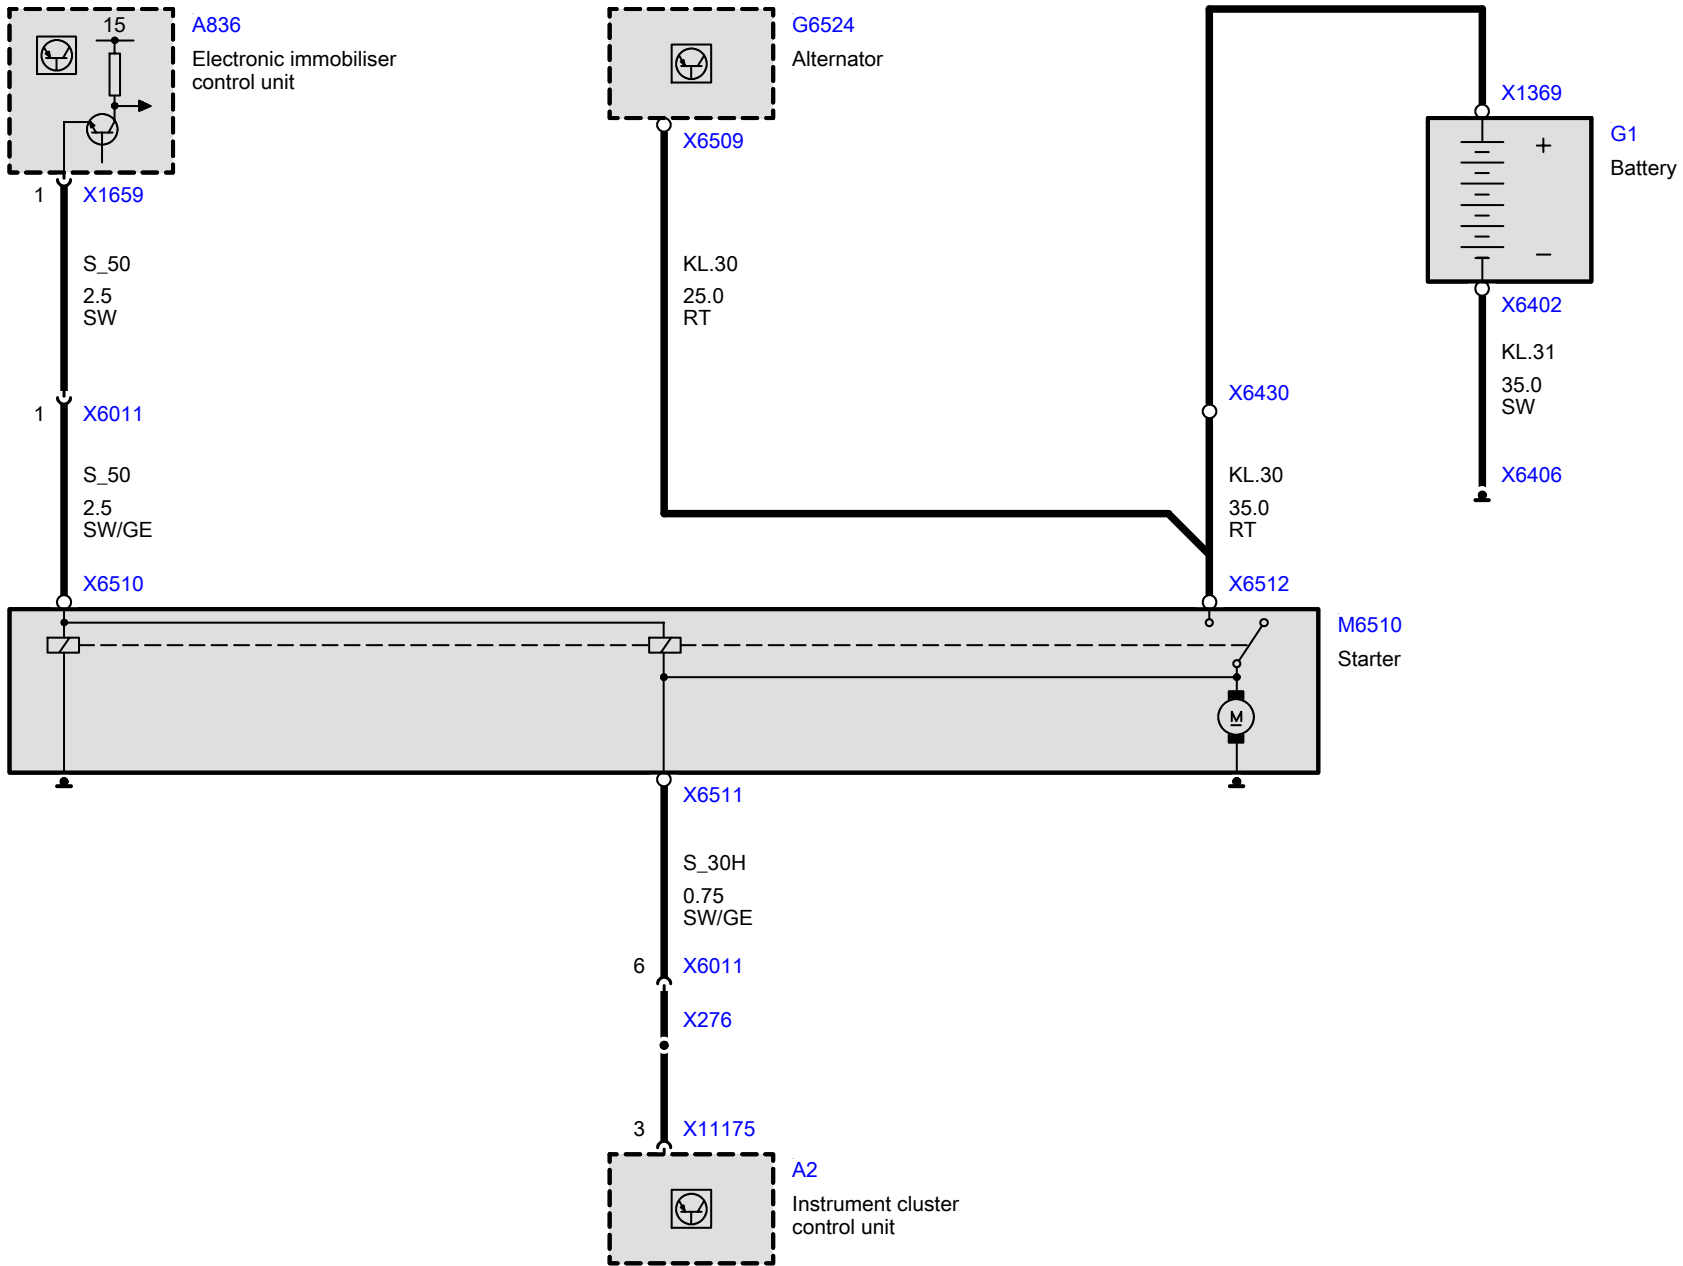 15
A836
Electronic immobiliser
control unit
1
X1659
S_50
2.5
SW
1
X6011
S_50
2.5
SW/GE
X6510
G6524
Alternator
X6509
KL.30
25.0
RT
X1369
G1
Battery
+
–
X6402
KL.31
35.0
SW
X6406
X6430
KL.30
35.0
RT
X6512
M6510
Starter
M
X6511
S_30H
0.75
SW/GE
6
X6011
X276
3
X11175
A2
Instrument cluster
control unit